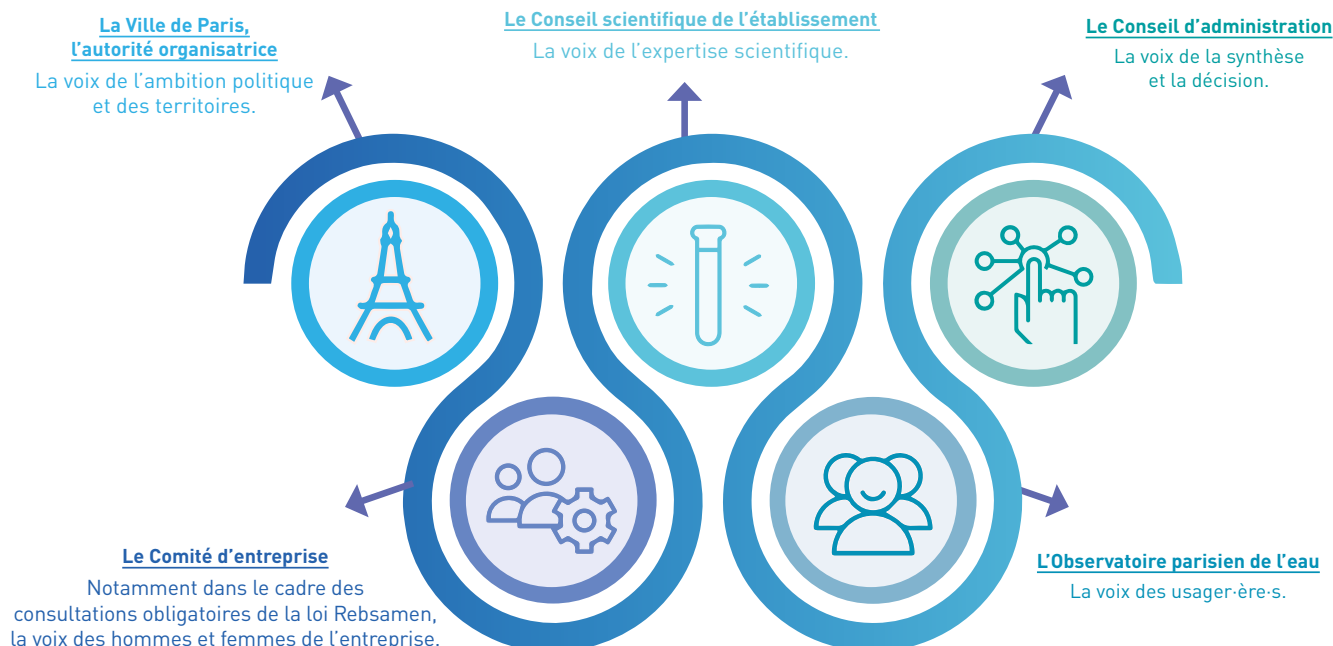 La Ville de Paris,
l’autorité organisatrice
La voix de l’ambition politique
et des territoires.
Le Conseil scientifique de l’établissement
La voix de l’expertise scientifique.
Le Conseil d’administration
La voix de la synthèse
et la décision.
Le Comité d’entreprise
Notamment dans le cadre des
consultations obligatoires de la loi Rebsamen,
la voix des hommes et femmes de l’entreprise.
L’Observatoire parisien de l’eau
La voix des usager·ère·s.